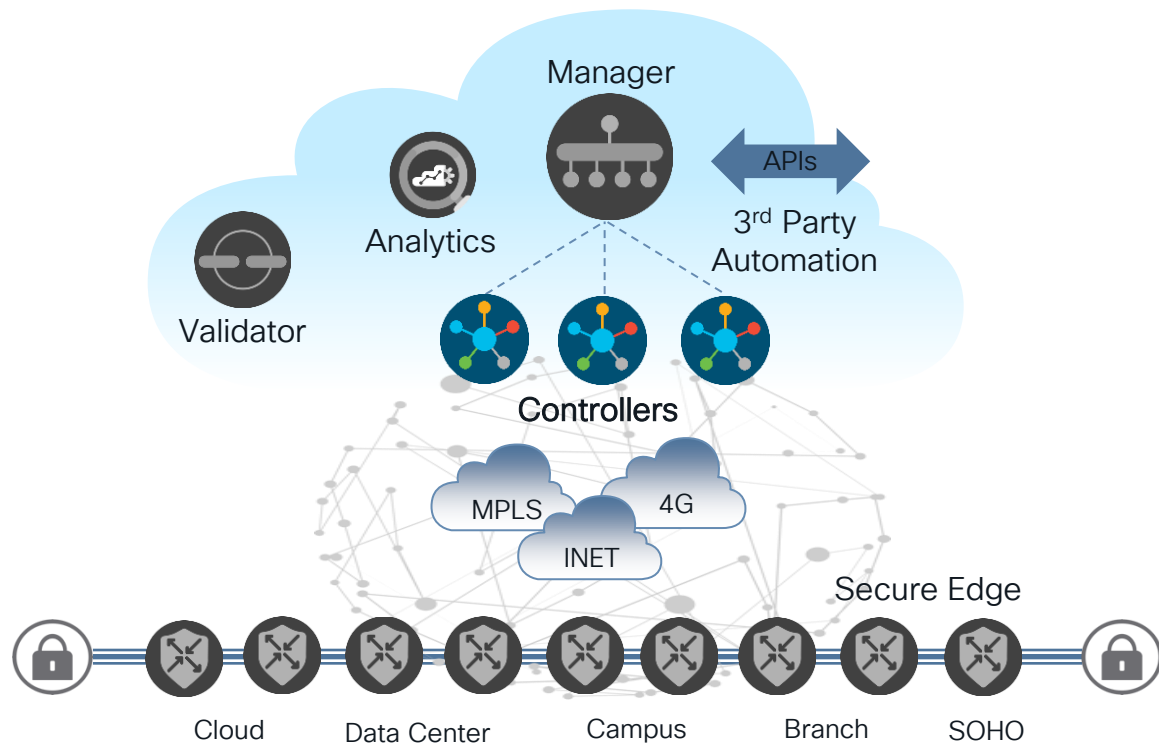 Manager
APIs
Analytics
3rd Party
Automation
Validator
Controllers
MPLS
4G
INET
Secure Edge
Cloud
Data Center
Campus
Branch
SOHO